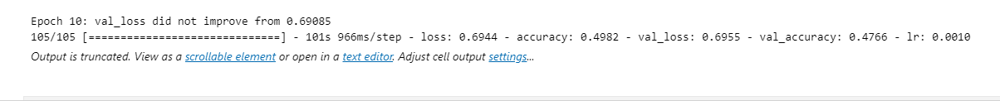 Epoch 10: val_loss did not improve from 0.69085
105/105 [==============================] - 101s 966ms/step - loss: 0.6944 - accuracy: 0.4982 - val_loss: 0.6955 - val_accuracy: 0.4766 - lr: 0.0010
Output is truncated. View as a scrollable element or open in a text editor. Adjust cell output settings...